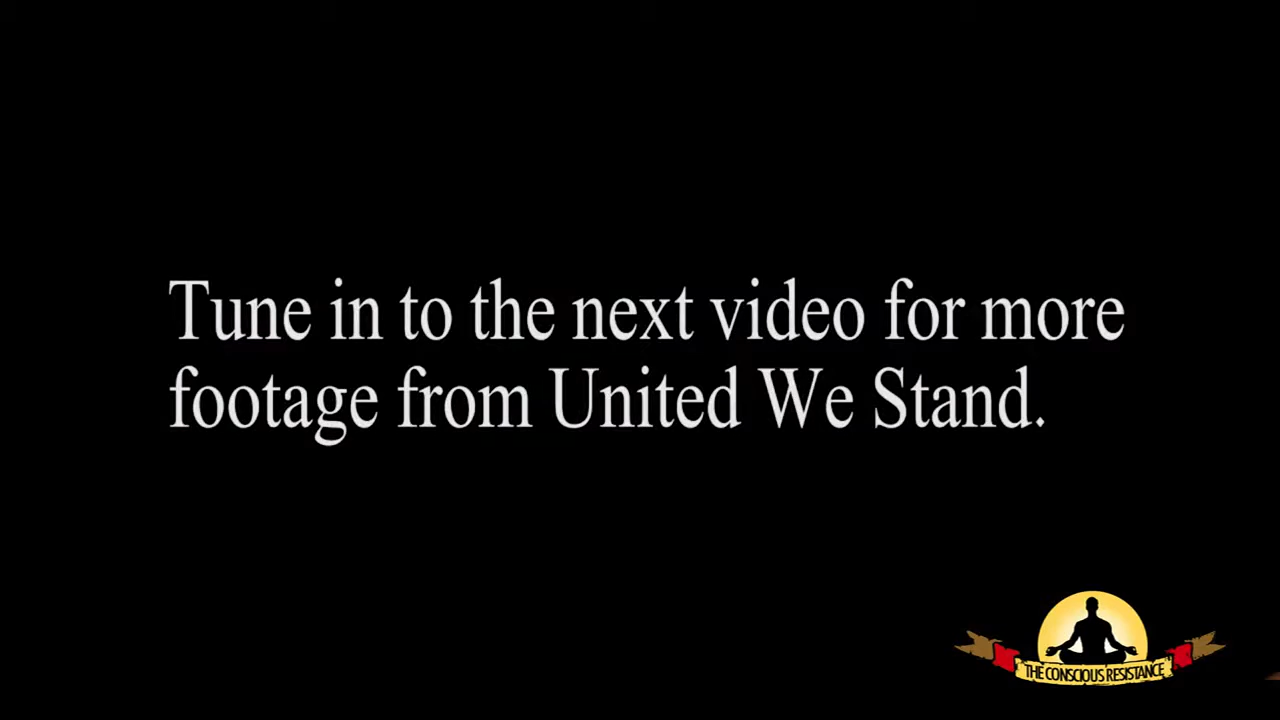 Tune in to the next video for more
footage from United We Stand.
THE CONSCIOUS RESISTANCE